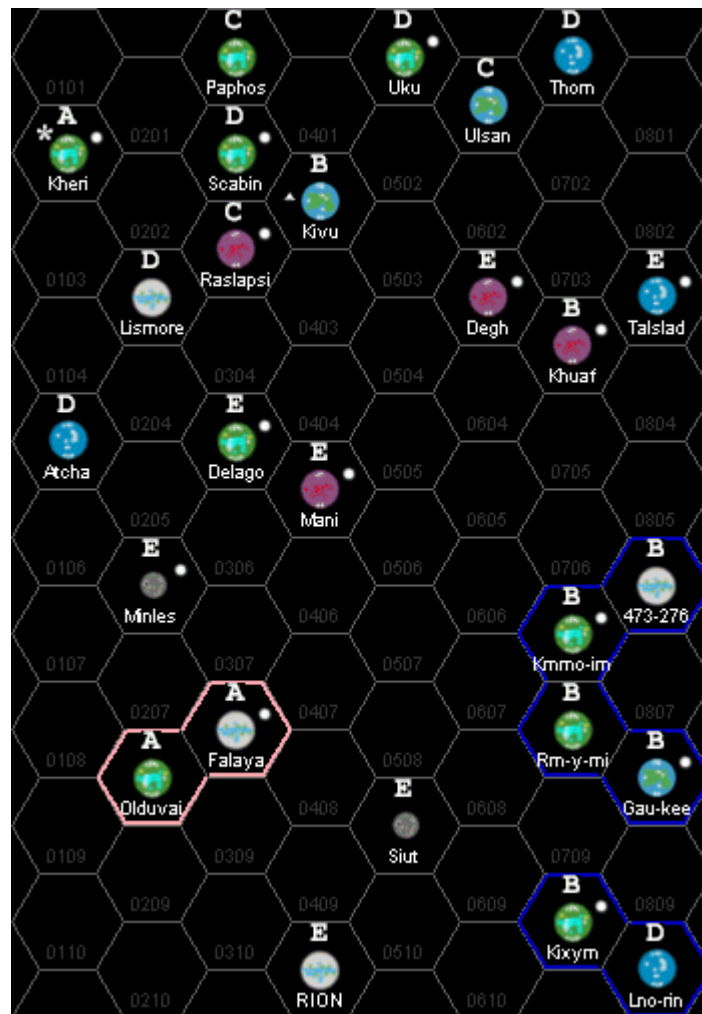 C D D
C
0101 Paphos Uku Thorn
A D
* 0201 0401 Ulsan 0801
B
Kheri Scabin 0502 0702
C
0202 Kivu 0602 0802
D E E
0103 Raslapsi 0503 0703
B
Lismore 0403 Degh Talslad
0104 0304 0504 Khuaf
D E
0204 0404 0604 0804
E
Atcha Delago 0505 0705
0205 Mani 0605 0805
E B
0106 0306 0706
B
Minles 0406 0606 473-276
0107 0307 0507 Kmmo-im
A B
0207 0407 0607 0807
A B
0108 Falaya 0508 Rm-y-mi
E
Olduvai 0408 0608 Gau-kee
0109 0309 Siut 0709
B
0209 0409 0609 0809
E D
0110 0310 0510 Kixym
0210 RION 0610 Lno-rin